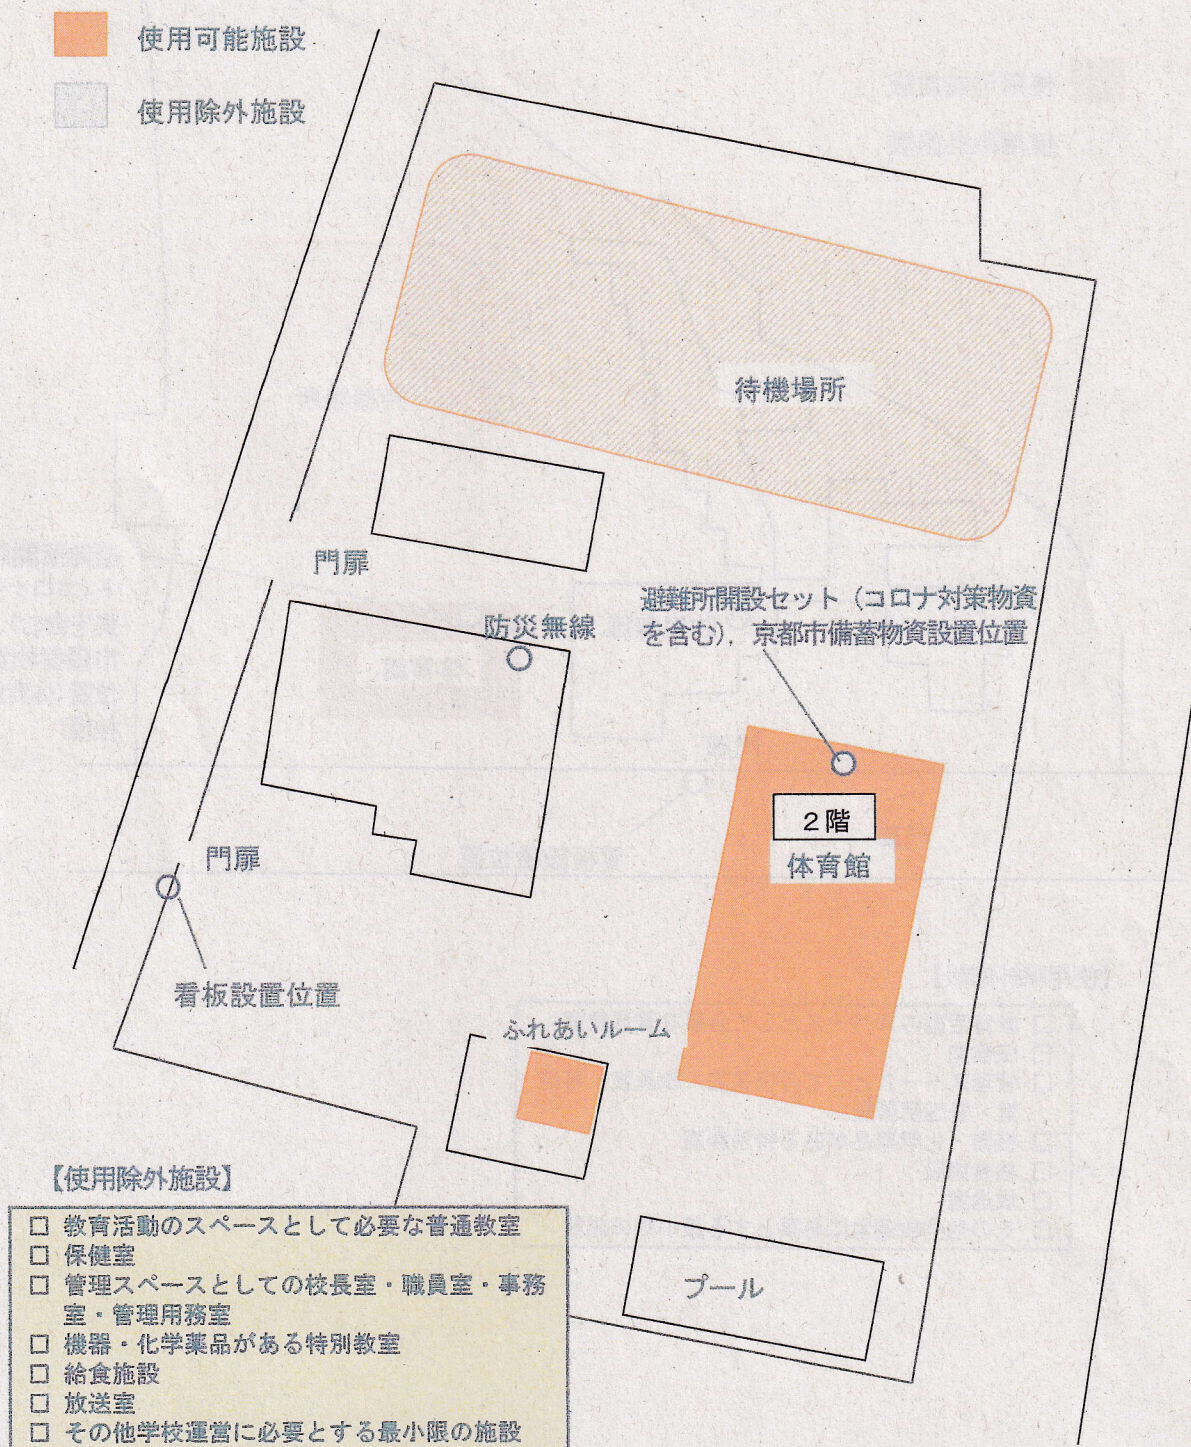 使用可能施設
使用除外施設
待機場所
門扉
防災無線
避難所開設セット（コロナ対策物資
を含む），京都市備蓄物資設置位置
２階
体育館
門扉
看板設置位置
ふれあいルーム
【使用除外施設】
□ 教育活動のスペースとして必要な普通教室
□ 保健室
□ 管理スペースとしての校長室・職員室・事務
室・管理用務室
□ 機器・化学薬品がある特別教室
□ 給食施設
□ 放送室
□ その他学校運営に必要とする最小限の施設
プール